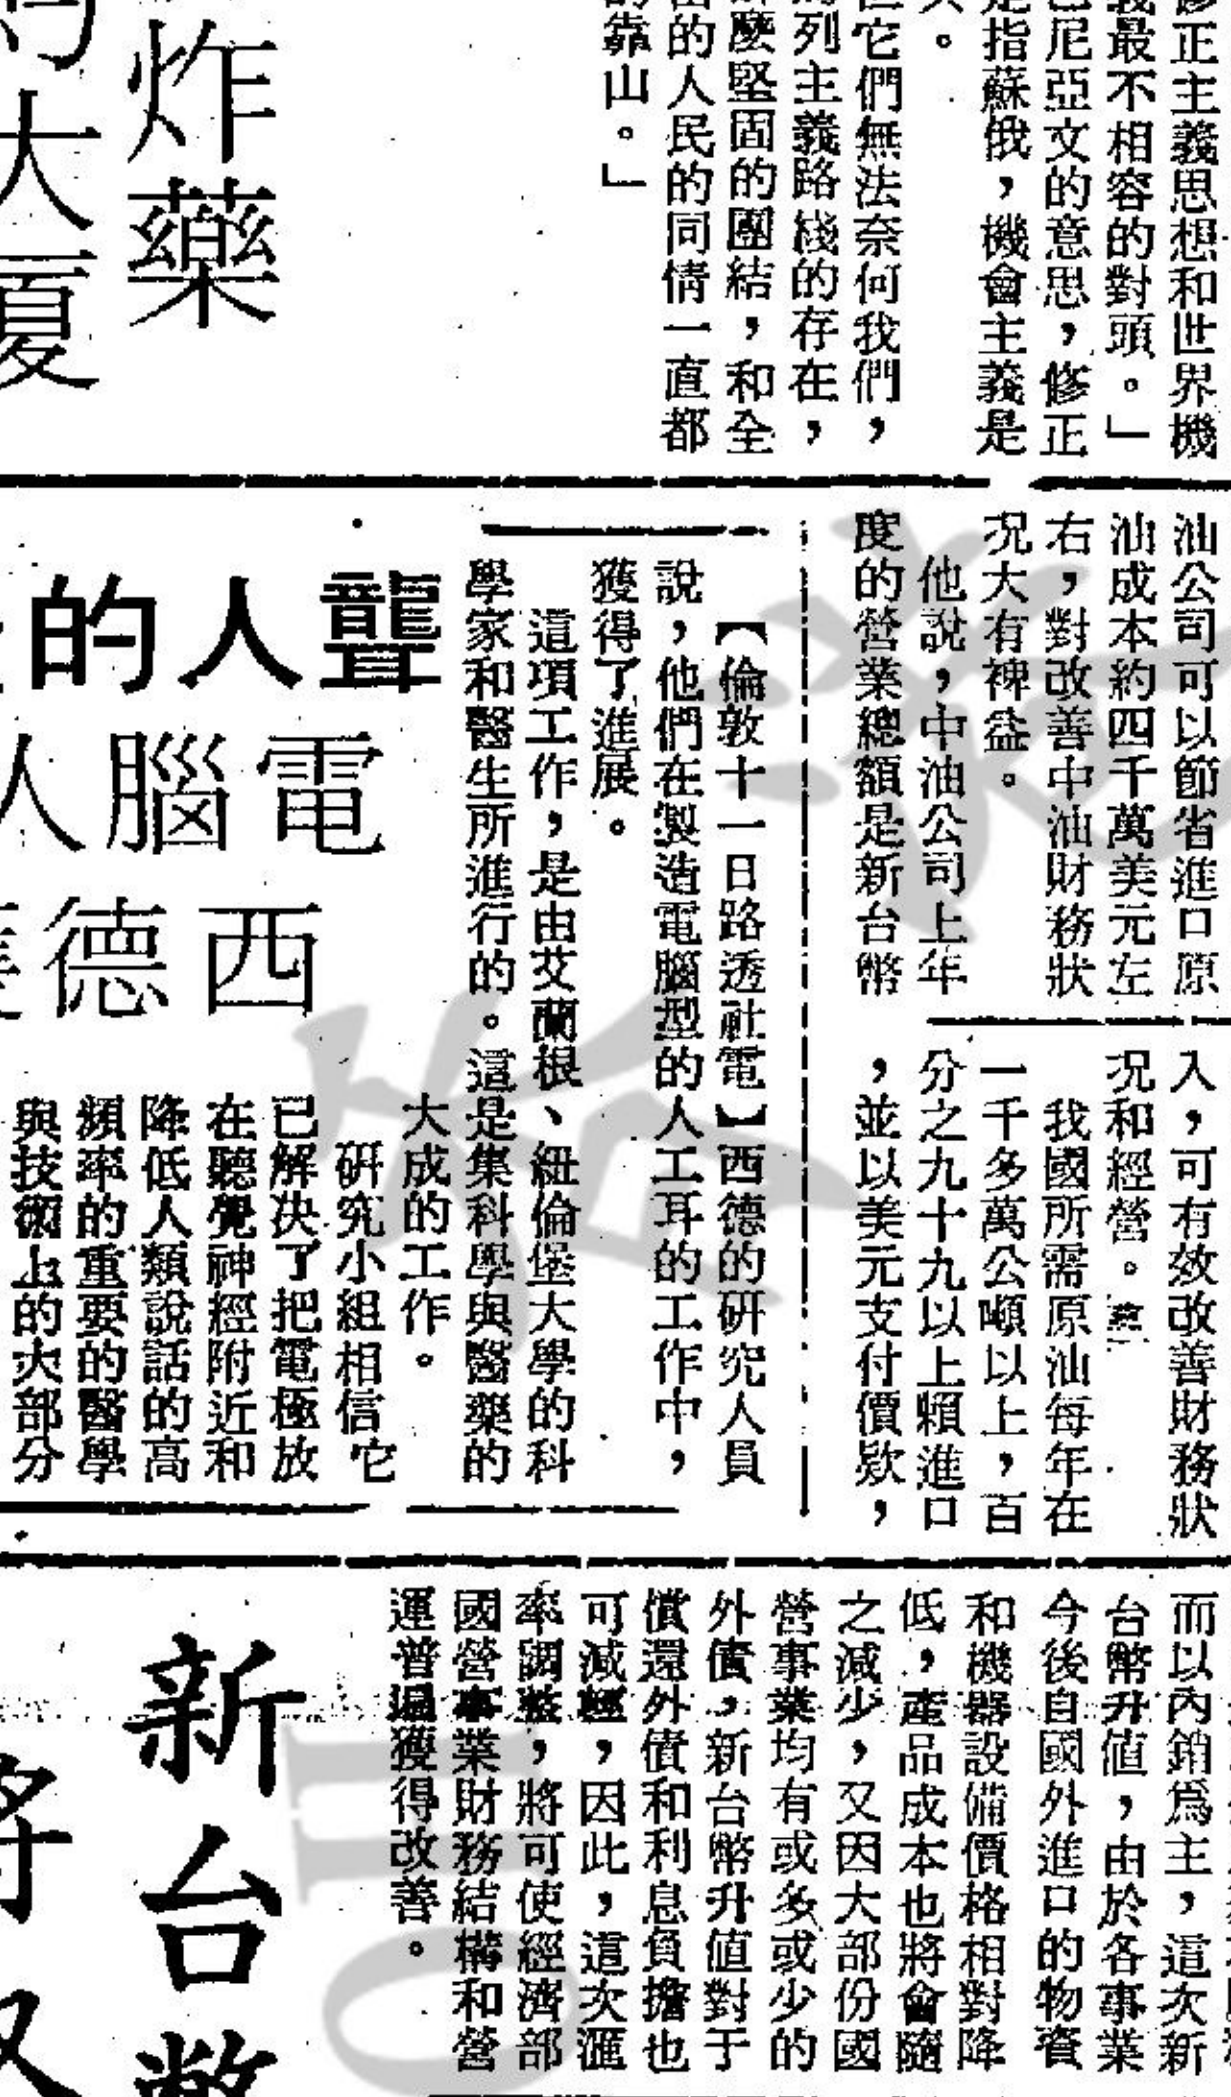 修正主義思想和世界機
我最不相容的對頭。」
巴尼亞文的意思，修正
是指蘇俄，機會主義是
。
但它們無法奈何我們，
列主義路綫的存在，
麼堅固的團結，和全
的人民的同情一直都
的靠山。」
炸藥
大厦
油公司可以節省進口原
油成本約四千萬美元左
右，對改善中油財務狀
况大有裨益。
他說，中油公司上年
度的營業總額是新台幣
入，可有效改善財務狀
况和經營。
我國所需原油每年在
一千多萬公噸以上，百
分之九十九以上賴進口
，並以美元支付價欵，
【倫敦十一日路透社電】西德的研究人員
說，他們在製造電腦型的人工耳的工作中，
獲得了進展。
這項工作，是由艾蘭根、紐倫堡大學的科
學家和醫生所進行的。這是集科學與醫藥的
大成的工作。
研究小組相信它
已解決了把電極放
在聽覺神經附近和
降低人類說話的高
頻率的重要的醫學
與技術上的大部分
聾人的
電腦人
西德
而以內銷爲主，這次新
台幣升值，由於各事業
今後自國外進口的物資
和機器設備價格相對降
低，產品成本也將會隨
之減少，又因大部份國
營事業均有或多或少的
外債，新台幣升值對于
償還外債和利息負擔也
可減輕，因此，這次滙
率調整，將可使經濟部
國營事業財務結構和營
運普遍獲得改善。
新台幣
將